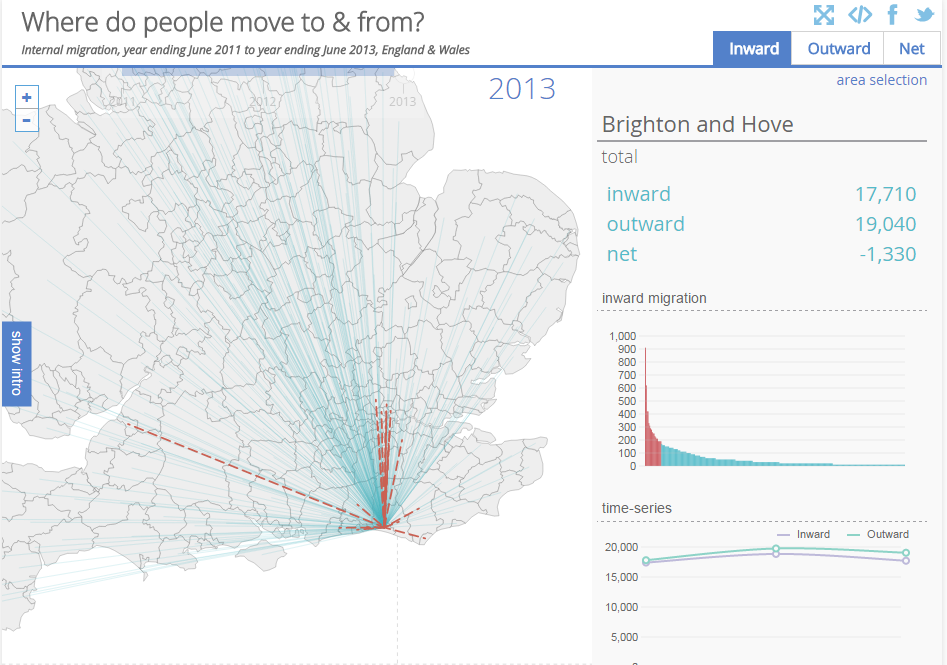 Where do people move to & from?
Internal migration, year ending June 2011 to year ending June 2013, England & Wales
Inward
Outward
Net
+
-
2011
2012
2013
2013
show intro
area selection
Brighton and Hove
total
inward 17,710
outward 19,040
net -1,330
inward migration
1,000
900
800
700
600
500
400
300
200
100
0
time-series
Inward Outward
20,000
15,000
10,000
5,000